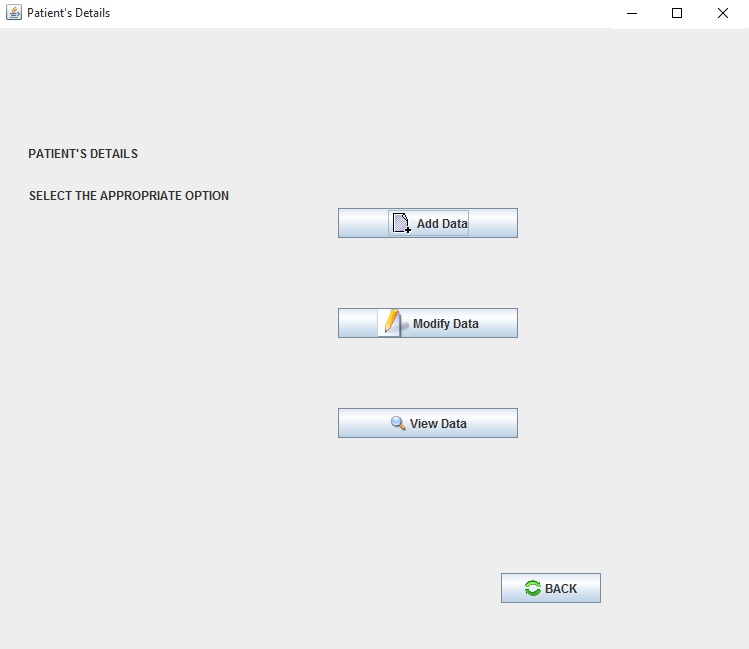 Patient's Details
PATIENT'S DETAILS
SELECT THE APPROPRIATE OPTION
Add Data
Modify Data
View Data
BACK